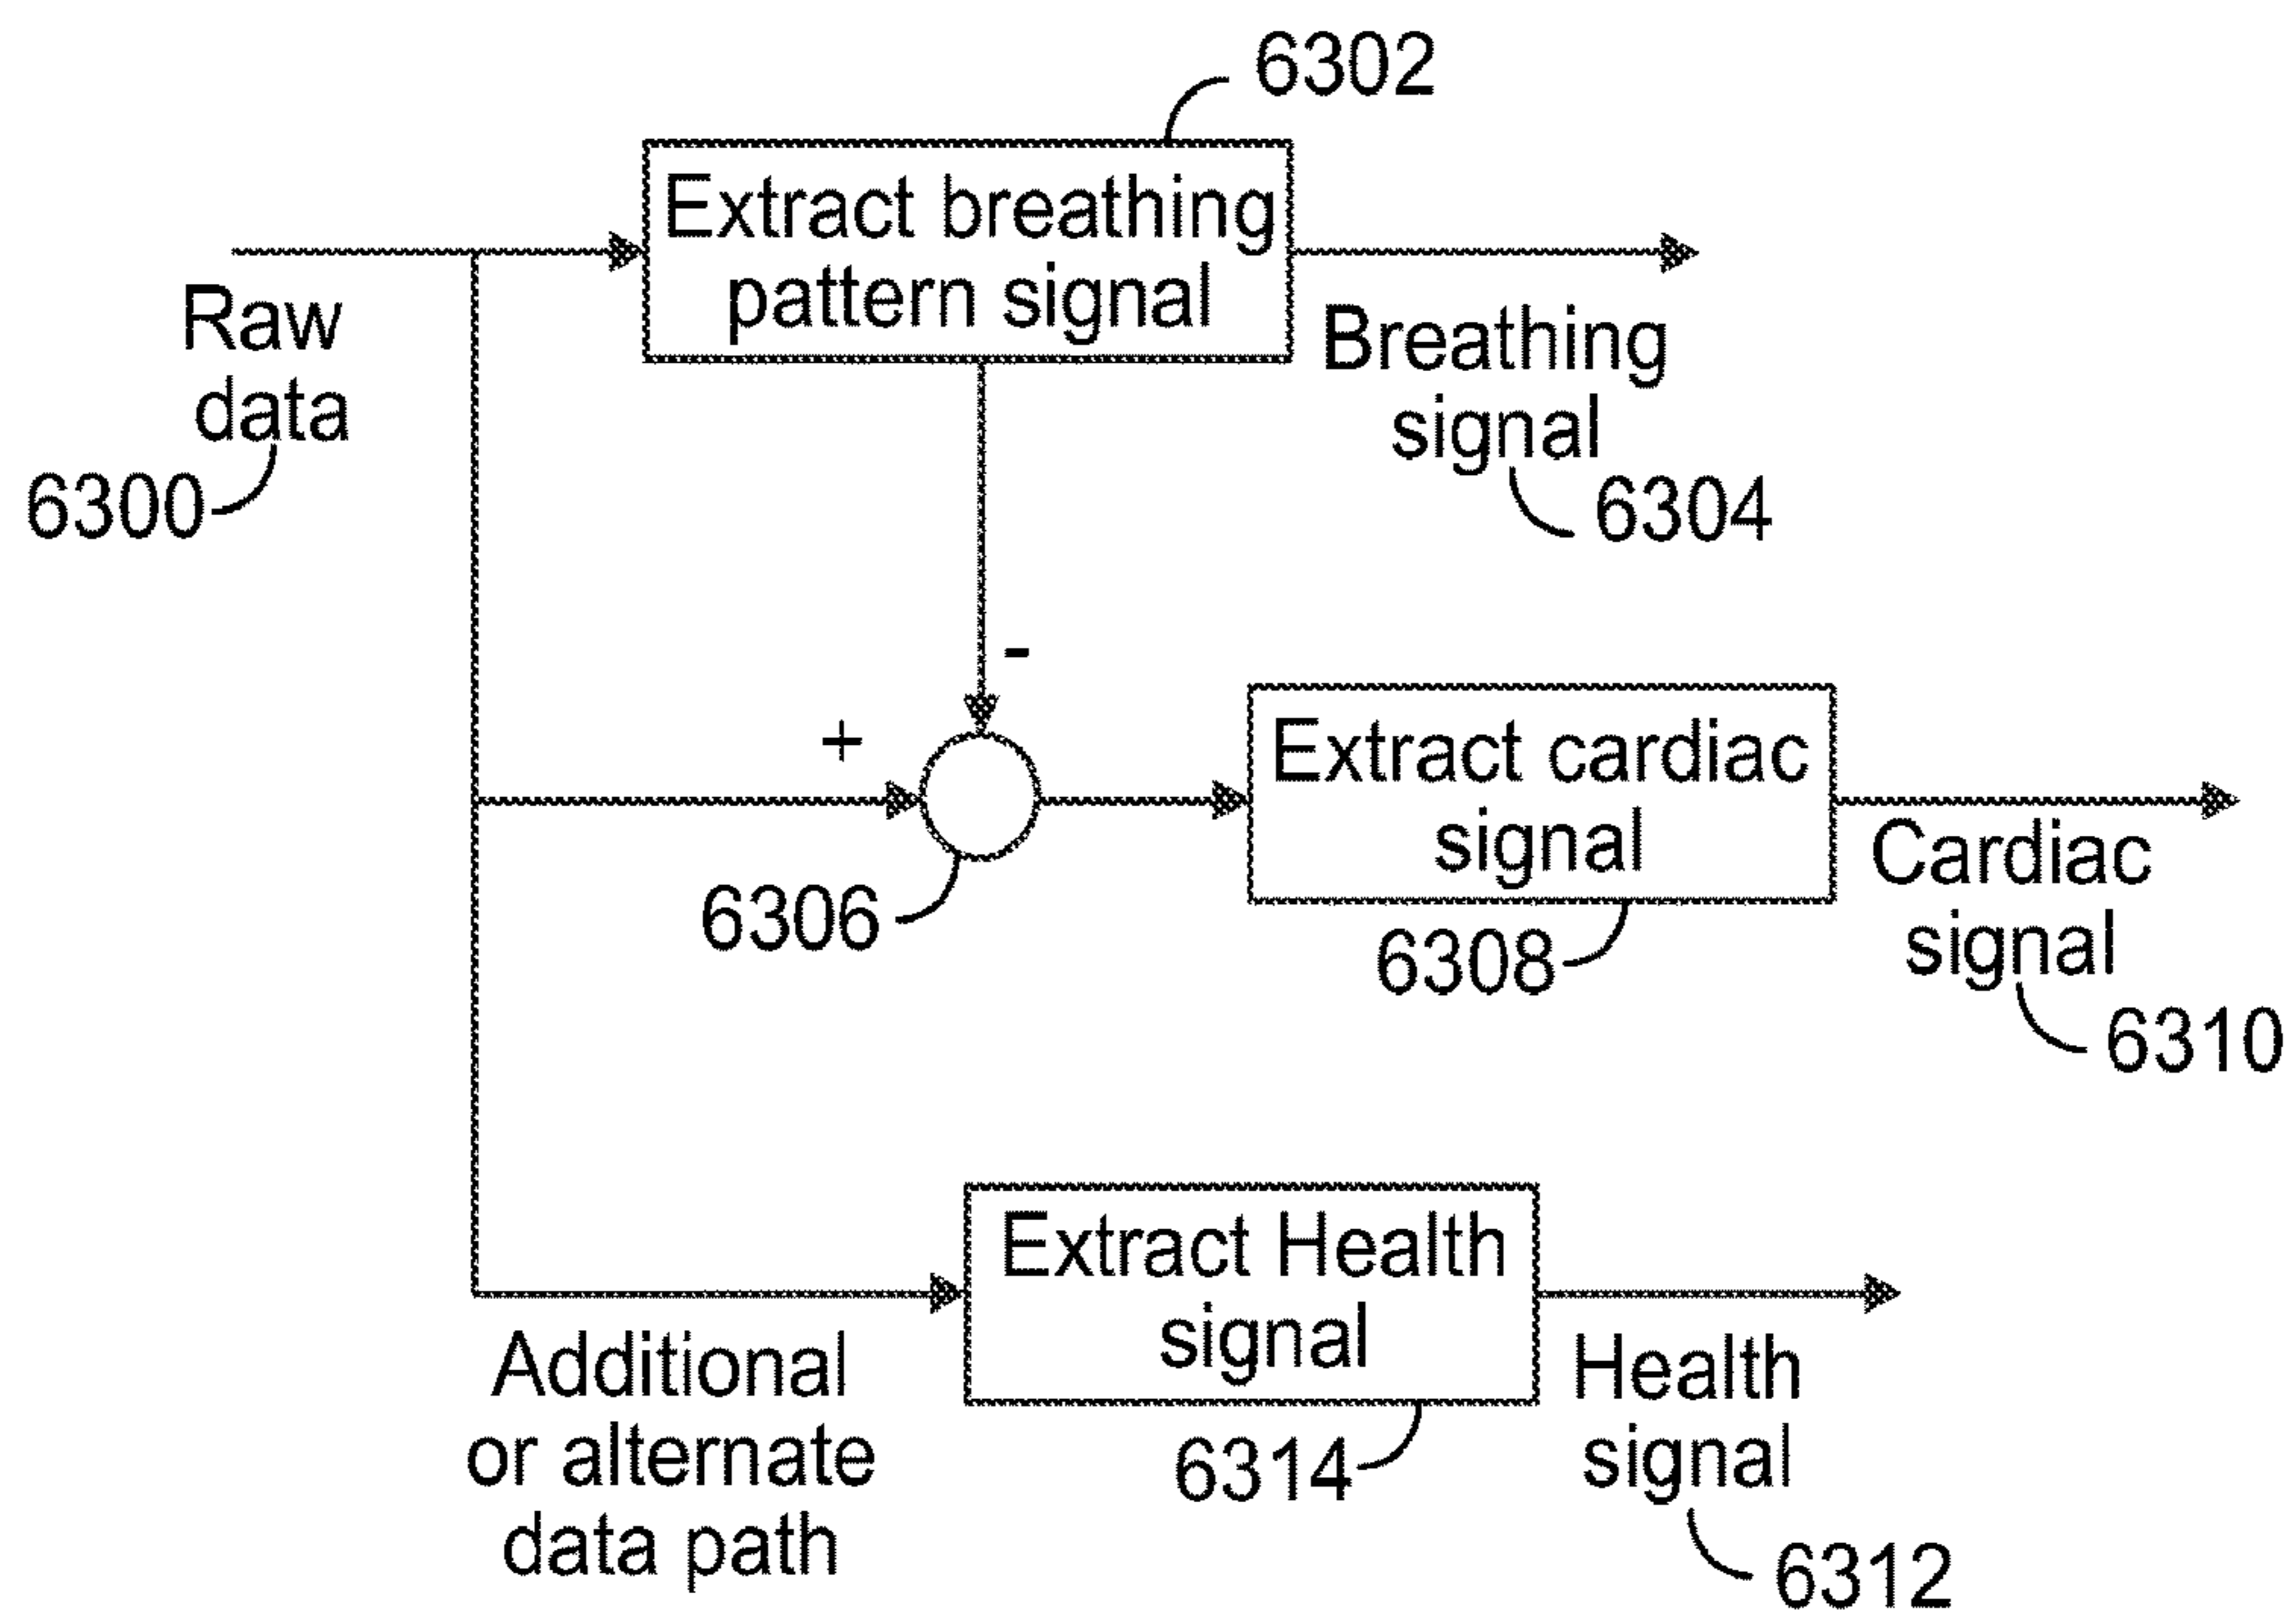 6302
Extract breathing
pattern signal
Raw
data
6300
Breathing
signal
6304
-
+
6306
Extract cardiac
signal
6308
Cardiac
signal
6310
Extract Health
signal
6314
Additional
or alternate
data path
Health
signal
6312